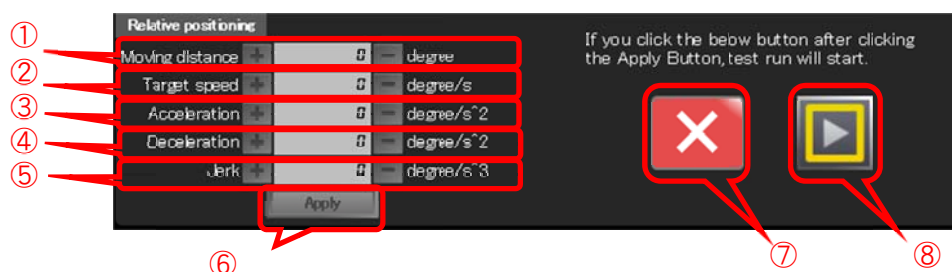 Relative positioning
① Moving distance + 0 - degree
② Target speed + 0 - degree/s
③ Acceleration + 0 - degree/s^2
④ Deceleration + 0 - degree/s^2
⑤ Jerk + 0 - degree/s^3
Apply
⑥
If you click the below button after clicking
the Apply Button, test run will start.
⑦
⑧